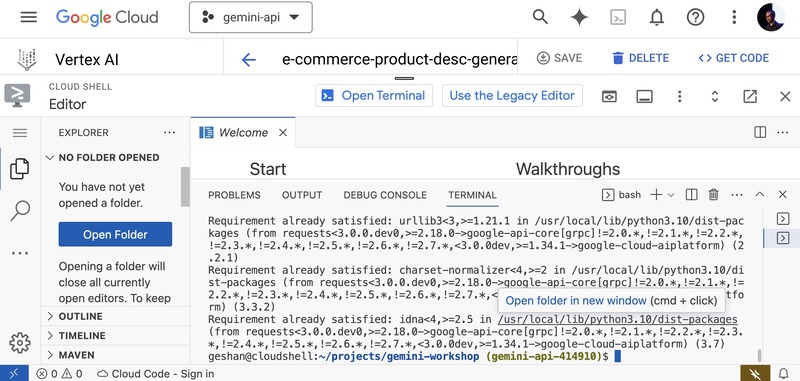 Google Cloud
gemini-api
Vertex AI
e-commerce-product-desc-genera
SAVE
DELETE
GET CODE
CLOUD SHELL
Editor
Open Terminal
Use the Legacy Editor
EXPLORER
Welcome
NO FOLDER OPENED
You have not yet
opened a folder.
Open Folder
Opening a folder will
close all currently
open editors. To keep
OUTLINE
TIMELINE
MAVEN
Start
Walkthroughs
PROBLEMS
OUTPUT
DEBUG CONSOLE
TERMINAL
bash
Requirement already satisfied: urllib3<3,>=1.21.1 in /usr/local/lib/python3.10/dist-pac
kages (from requests<3.0.0.dev0,>=2.18.0->google-api-core[grpc]!=2.0.*,!=2.1.*,!=2.2.*,
!=2.3.*,!=2.4.*,!=2.5.*,!=2.6.*,!=2.7.*,<3.0.0dev,>=1.34.1->google-cloud-aiplatform) (2
.2.1)
Requirement already satisfied: charset-normalizer<4,>=2 in /usr/local/lib/python3.10/di
st-packages (from requests<3.0.0.dev0,>=2.18.0->google-api-core[grpc]!=2.0.*,!=2.1.*,!=
2.2.*,!=2.3.*,!=2.4.*,!=2.5.*,!=2.6.*,!=2.7.*,<
tfo
rm) (3.3.2)
Open folder in new window (cmd + click)
Requirement already satisfied: idna<4,>=2.5 in /usr/local/lib/python3.10/dist-packages
(from requests<3.0.0.dev0,>=2.18.0->google-api-core[grpc]!=2.0.*,!=2.1.*,!=2.2.*,!=2.3.
*,!=2.4.*,!=2.5.*,!=2.6.*,!=2.7.*,<3.0.0dev,>=1.34.1->google-cloud-aiplatform) (3.7)
geshan@cloudshell:~/projects/gemini-workshop (gemini-api-414910)$
0
0
Cloud Code - Sign in